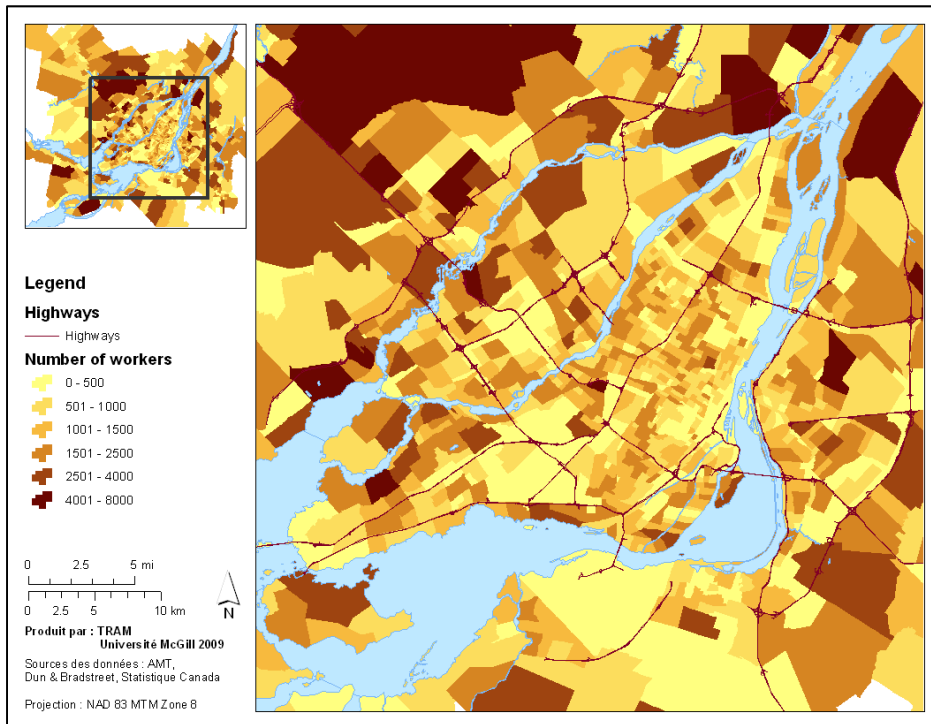 Legend
Highways
Highways
Number of workers
0 - 500
501 - 1000
1001 - 1500
1501 - 2500
2501 - 4000
4001 - 8000
0 2.5 5 mi
0 2.5 5 10 km
N
Produit par : TRAM
Université McGill 2009
Sources des données : AMT,
Dun & Bradstreet, Statistique Canada
Projection : NAD 83 MTM Zone 8